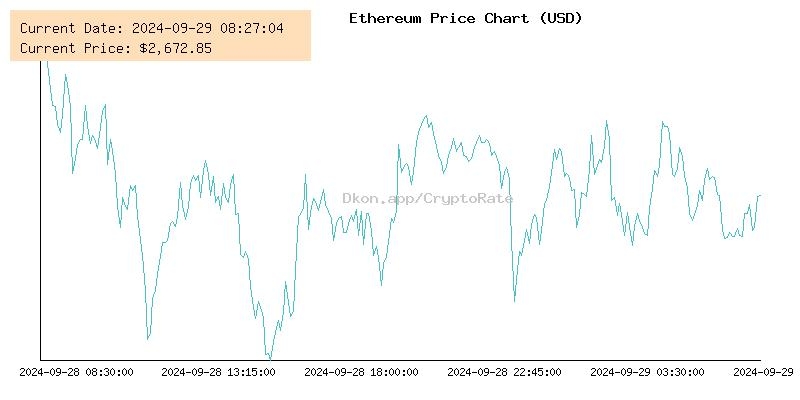 Ethereum Price Chart (USD)
Current Date: 2024-09-29 08:27:04
Current Price: $2,672.85
Dkon.app/CryptoRate
2024-09-28 08:30:00 2024-09-28 13:15:00 2024-09-28 18:00:00 2024-09-28 22:45:00 2024-09-29 03:30:00 2024-09-29